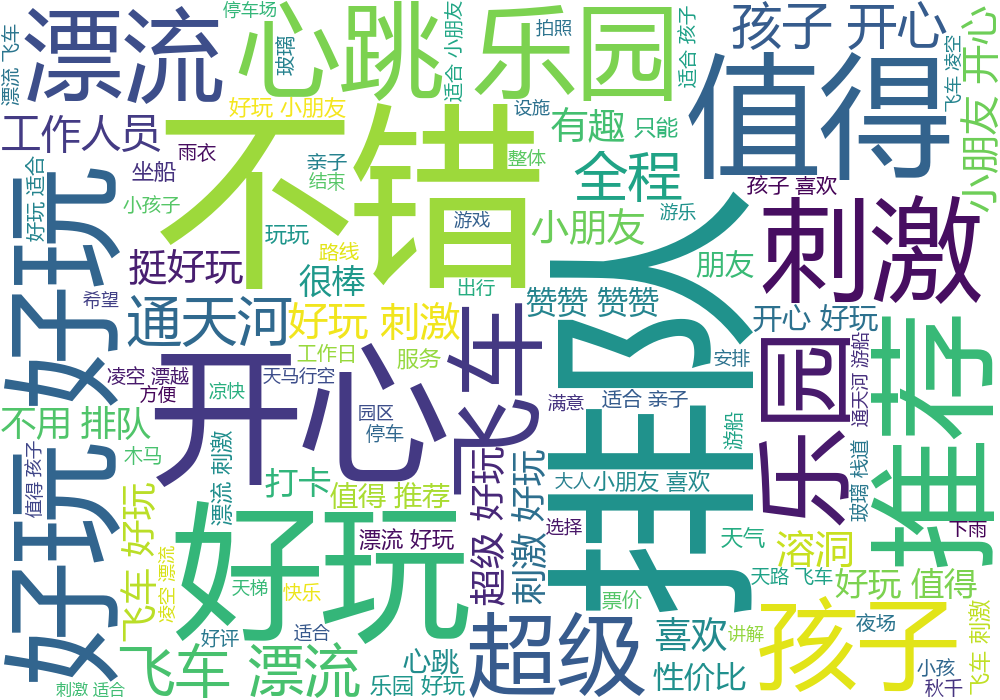 停车场
漂流 飞车
漂流
心跳
玻璃
适合 小朋友
乐园
拍照
适合 孩子
孩子 开心
飞车 凌空
小朋友 开心
好玩 小朋友
设施
有趣
只能
值得
工作人员
不错
雨衣
亲子
整体
坐船
结束
全程
孩子 喜欢
好玩 适合
小孩子
游戏
游乐
小朋友
刺激
好玩 好玩
玩玩
路线
挺好玩
很棒
出行
排队
朋友
希望
通天河
好玩 刺激
赞赞 赞赞
开心 好玩
飞车
工作日
服务
安排
乐园
通天河 游船
推荐
凌空 漂越
天马行空
方便
凉快
开心
满意
适合 亲子
不用 排队
园区
停车
游船
木马
值得 孩子
漂流 刺激
打卡
值得 推荐
超级 好玩
刺激 好玩
大人
小朋友 喜欢
玻璃 栈道
飞车 好玩
好玩
漂流 好玩
选择
天气
溶洞
下雨
凌空 漂流
天梯
快乐
票价
天路 飞车
好玩 值得
好评
适合
超级
喜欢
讲解
孩子
夜场
飞车 刺激
飞车 漂流
心跳
性价比
小孩
刺激 适合
乐园 好玩
秋千